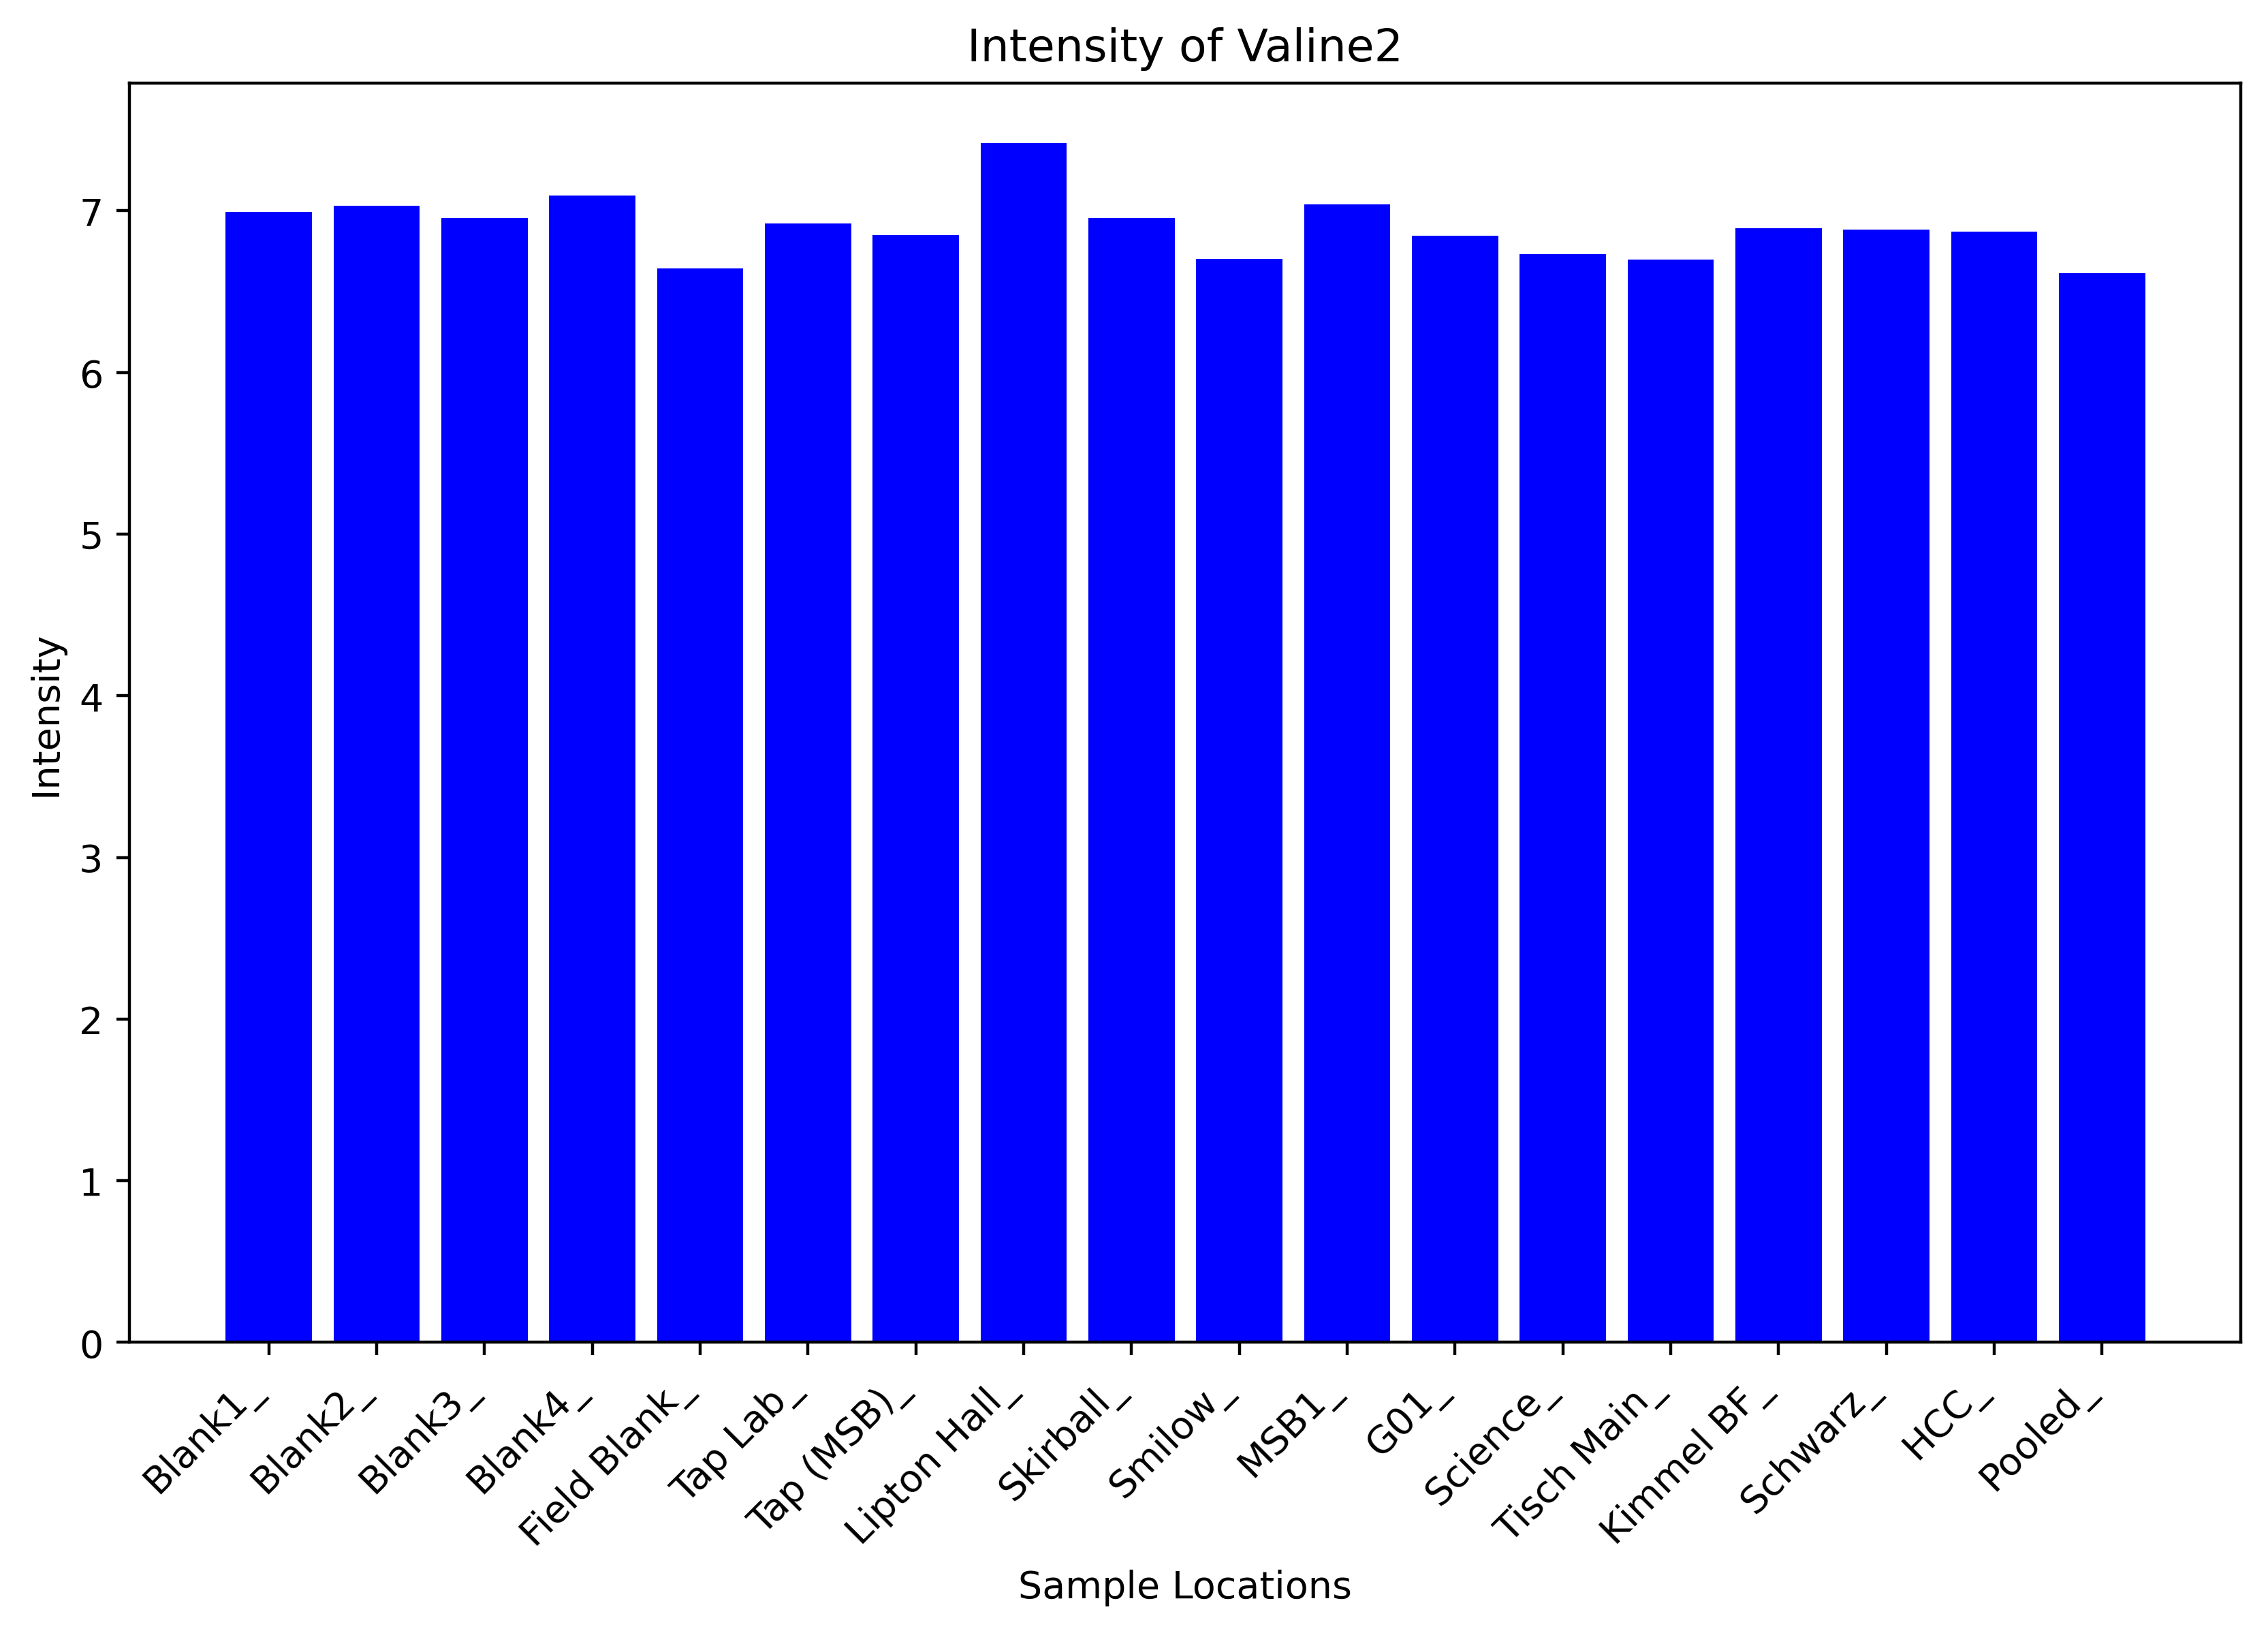 Intensity of Valine2
Intensity
7
6
5
4
3
2
1
0
Blank1_
Blank2_
Blank3_
Blank4_
Field Blank_
Tap Lab_
Tap (MSB)_
Lipton Hall_
Skirball_
Smilow_
MSB1_
G01_
Science_
Tisch Main_
Kimmel BF_
Schwarz_
HCC_
Pooled_
Sample Locations